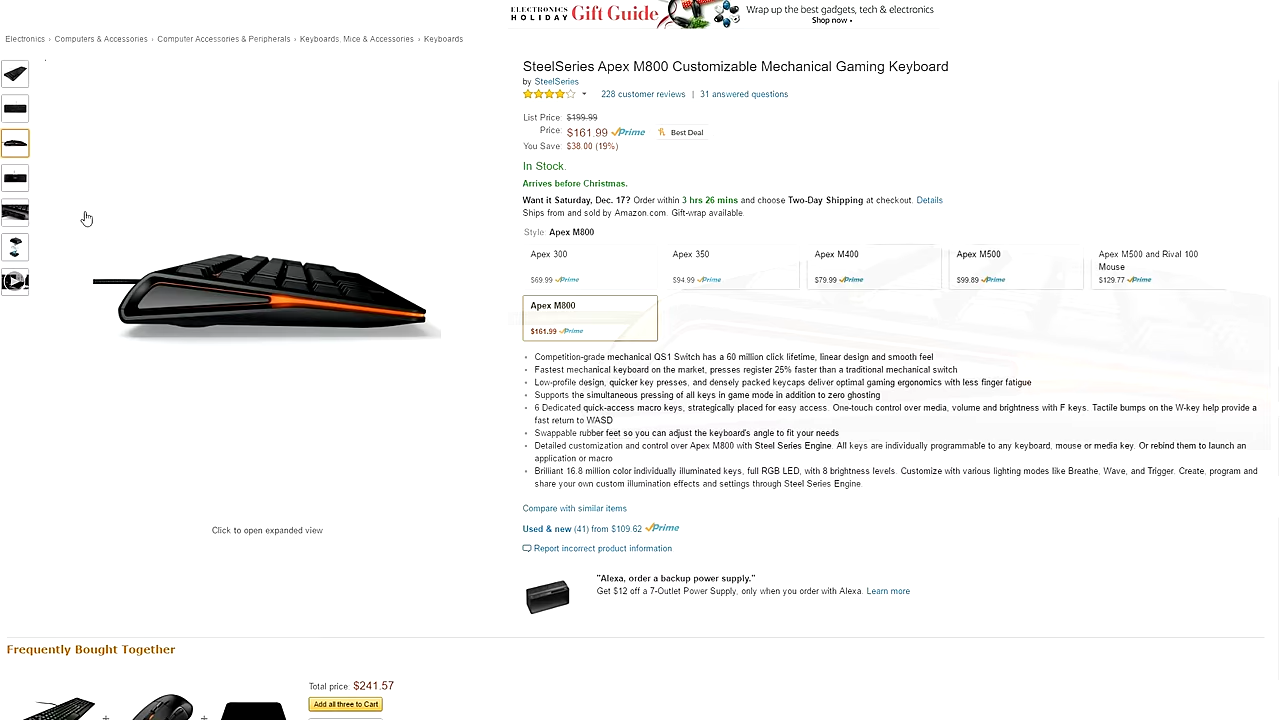 ELECTRONICS
HOLIDAY Gift Guide
Wrap up the best gadgets, tech & electronics
Shop now ▸
Electronics › Computers & Accessories › Computer Accessories & Peripherals › Keyboards, Mice & Accessories › Keyboards
SteelSeries Apex M800 Customizable Mechanical Gaming Keyboard
by SteelSeries
228 customer reviews | 31 answered questions
List Price: $199.99
Price: $161.99 Prime Best Deal
You Save: $38.00 (19%)
In Stock.
Arrives before Christmas.
Want it Saturday, Dec. 17? Order within 3 hrs 26 mins and choose Two-Day Shipping at checkout. Details
Ships from and sold by Amazon.com. Gift-wrap available.
Style: Apex M800
Apex 300
$69.99 Prime
Apex 350
$94.99 Prime
Apex M400
$79.99 Prime
Apex M500
$99.89 Prime
Apex M500 and Rival 100
Mouse
$129.77 Prime
Apex M800
$161.99 Prime
• Competition-grade mechanical QS1 Switch has a 60 million click lifetime, linear design and smooth feel
• Fastest mechanical keyboard on the market, presses register 25% faster than a traditional mechanical switch
• Low-profile design, quicker key presses, and densely packed keycaps deliver optimal gaming ergonomics with less finger fatigue
• Supports the simultaneous pressing of all keys in game mode in addition to zero ghosting
• 6 Dedicated quick-access macro keys, strategically placed for easy access. One-touch control over media, volume and brightness with F keys. Tactile bumps on the W-key help provide a
fast return to WASD
• Swappable rubber feet so you can adjust the keyboard's angle to fit your needs
• Detailed customization and control over Apex M800 with Steel Series Engine. All keys are individually programmable to any keyboard, mouse or media key. Or rebind them to launch an
application or macro
• Brilliant 16.8 million color individually illuminated keys, full RGB LED, with 8 brightness levels. Customize with various lighting modes like Breathe, Wave, and Trigger. Create, program and
share your own custom illumination effects and settings through Steel Series Engine.
Compare with similar items
Used & new (41) from $109.62 Prime
Report incorrect product information
Click to open expanded view
"Alexa, order a backup power supply."
Get $12 off a 7-Outlet Power Supply, only when you order with Alexa. Learn more
Frequently Bought Together
Total price: $241.57
Add all three to Cart